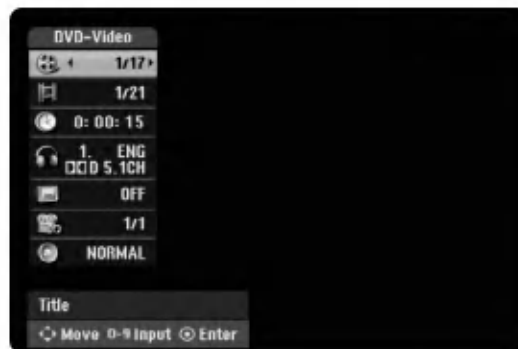 DVD-Video
1/17
1/21
0: 00: 15
1. ENG
D 5.1CH
OFF
1/1
NORMAL
Title
Move 0-9 Input Enter